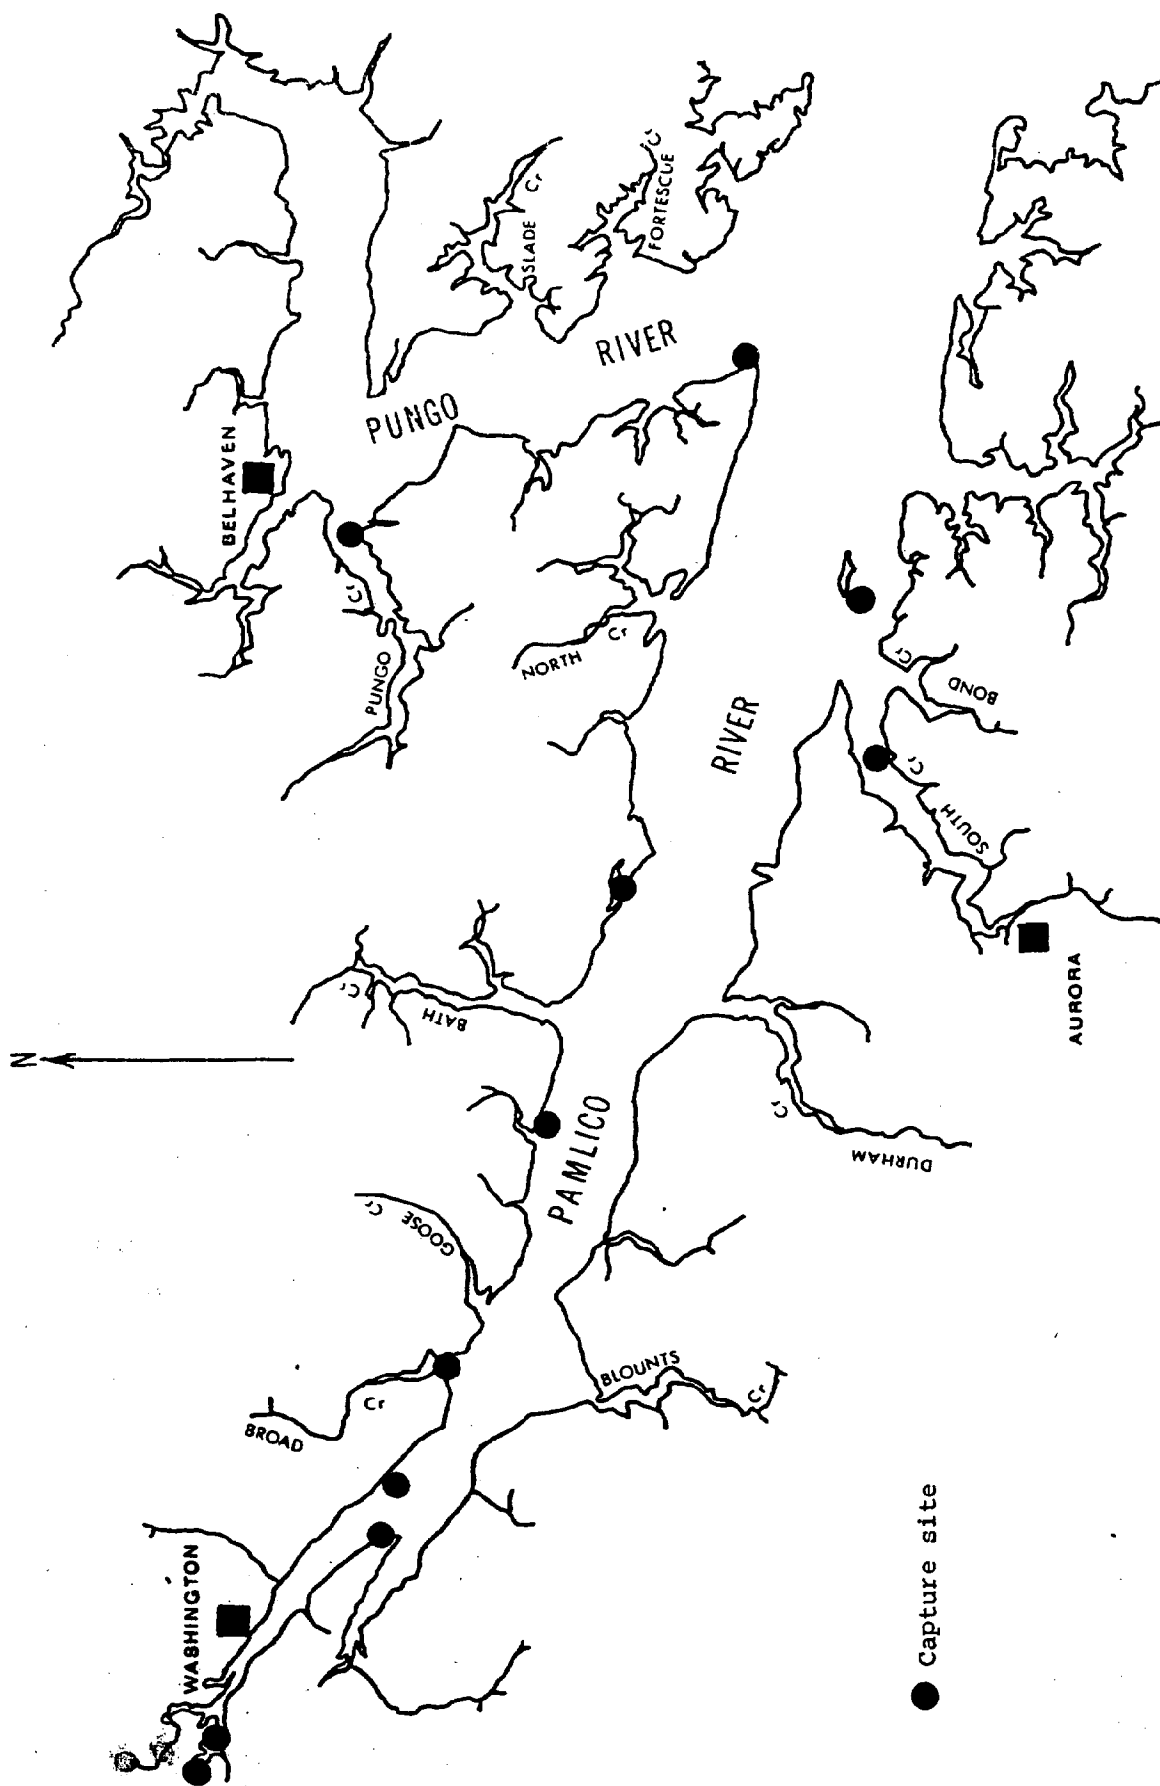 N
WASHINGTON
BROAD
Cr
GOOSE
Cr
BATH
Cr
PUNGO
Cr
BELHAVEN
PUNGO
RIVER
SLADE
Cr
FORTESCUE
Cr
NORTH
Cr
PAMLICO
RIVER
BLOUNTS
Cr
DURHAM
Cr
SOUTH
Cr
BOND
Cr
AURORA
Capture site